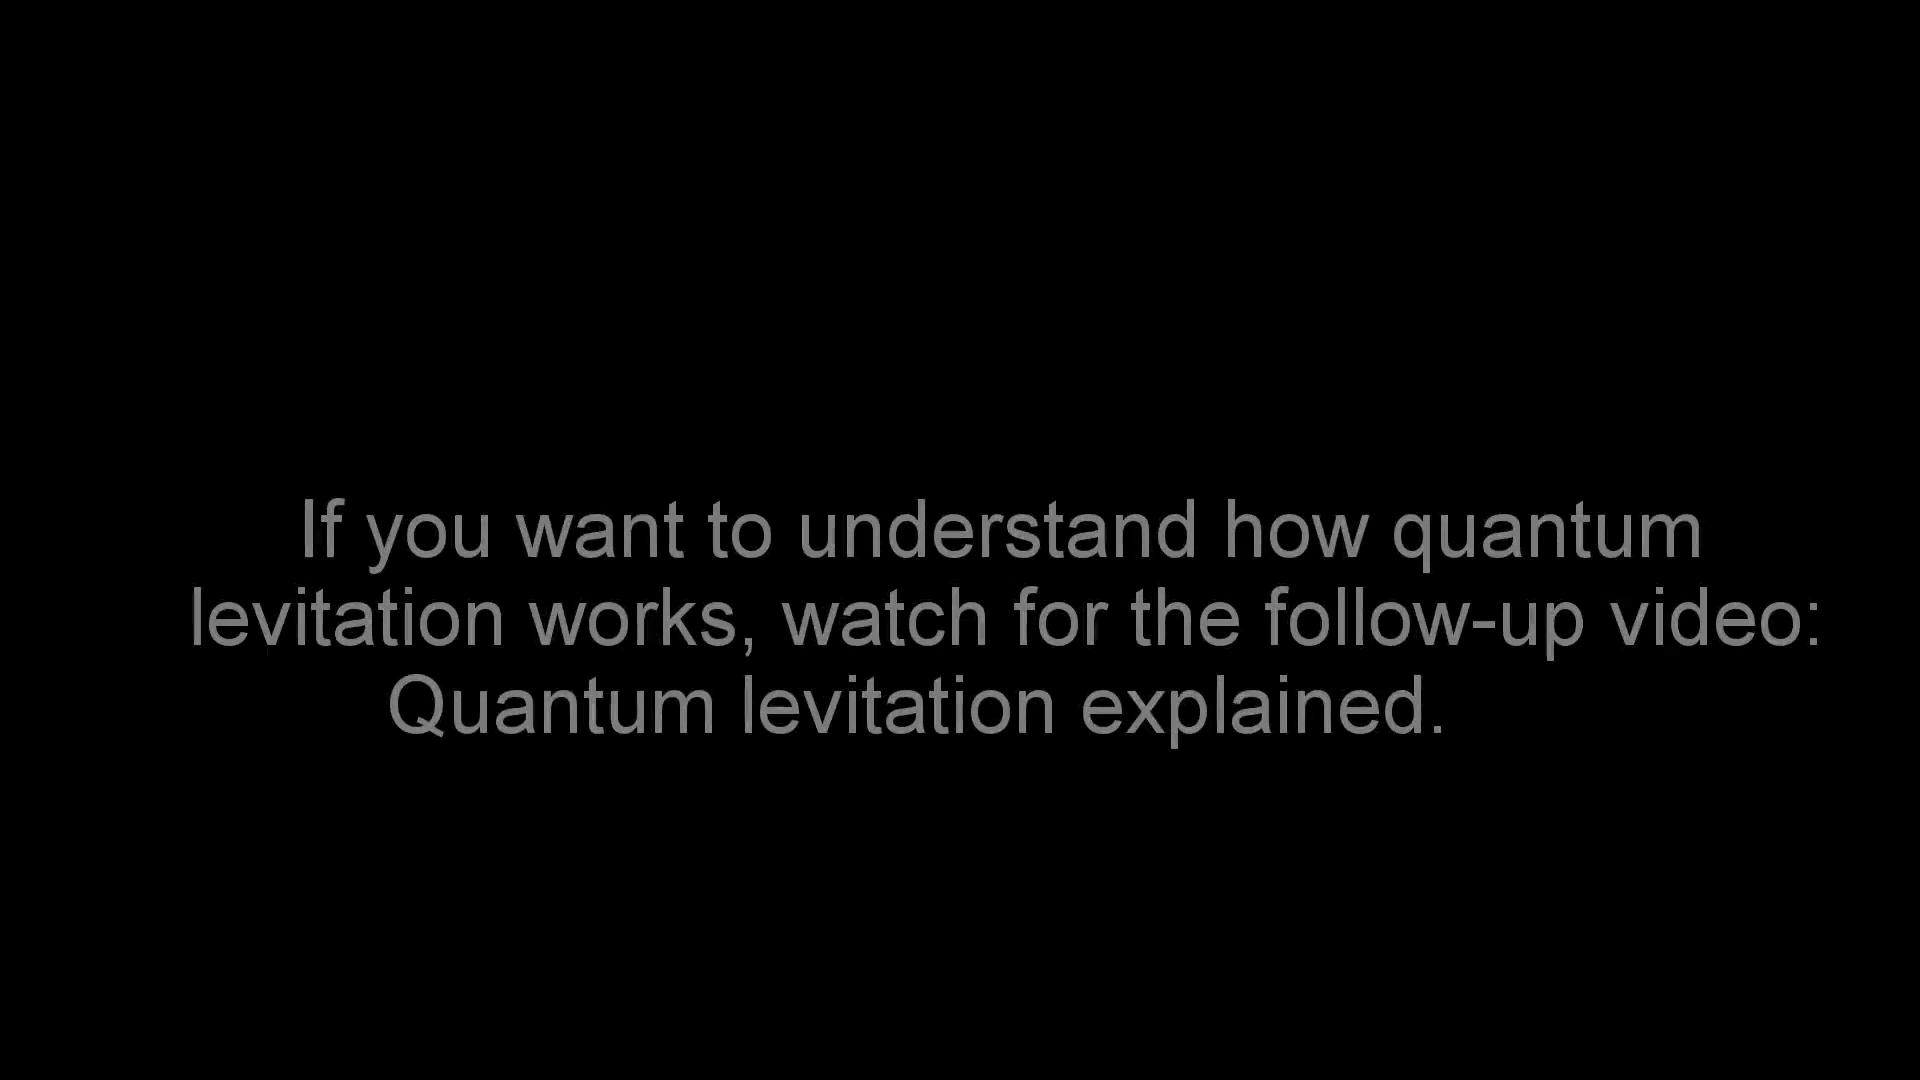 If you want to understand how quantum
levitation works, watch for the follow-up video:
Quantum levitation explained.